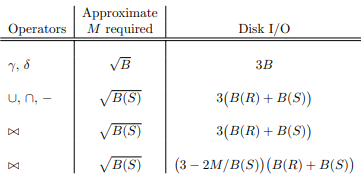 Operators Approximate M required Disk I/O
γ, δ √B 3B
∪, ∩, − √B(S) 3(B(R) + B(S))
⋈ √B(S) 3(B(R) + B(S))
⋈ √B(S) (3 − 2M/B(S))(B(R) + B(S))